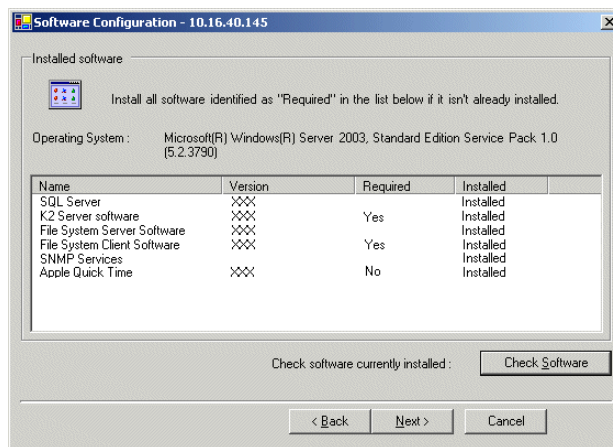 Software Configuration - 10.16.40.145
Installed software
Install all software identified as "Required" in the list below if it isn't already installed.
Operating System : Microsoft(R) Windows(R) Server 2003, Standard Edition Service Pack 1.0
(5.2.3790)
Name Version Required Installed
SQL Server XXX Installed
K2 Server software XXX Yes Installed
File System Server Software XXX Installed
File System Client Software XXX Yes Installed
SNMP Services Installed
Apple Quick Time XXX No Installed
Check software currently installed : Check Software
< Back Next > Cancel